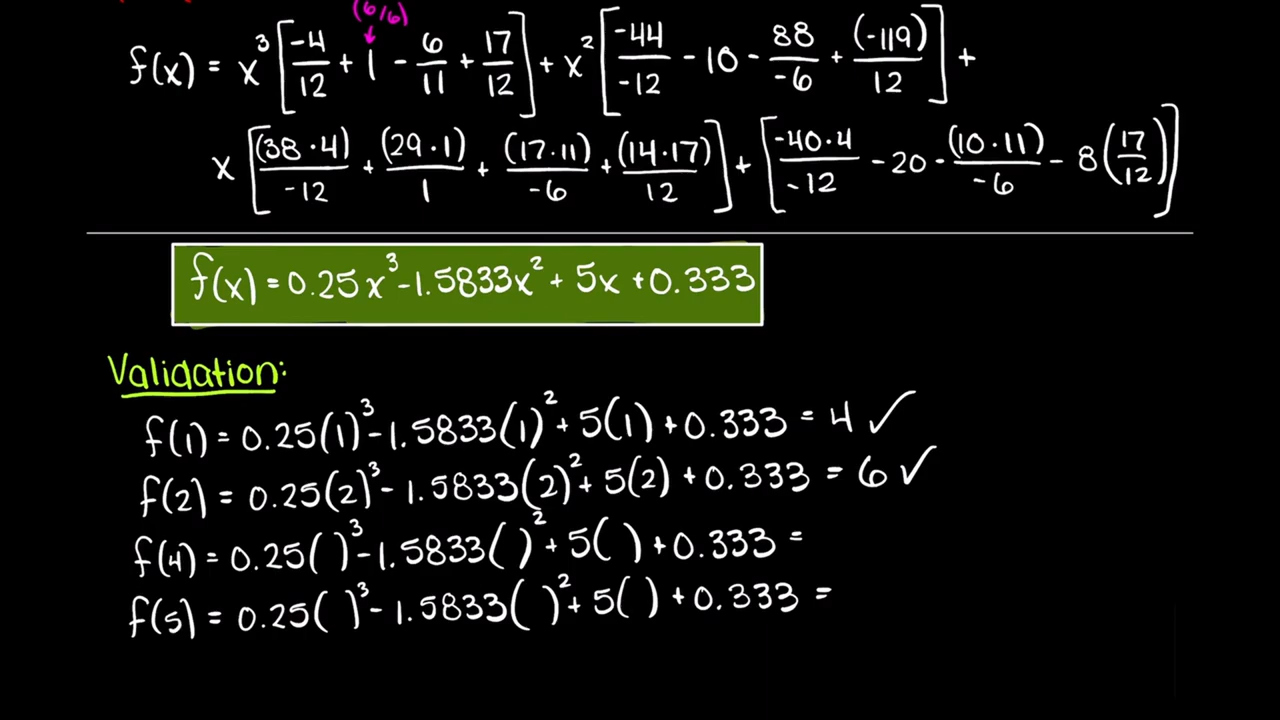 (6/6)
f(x) = x³ [ -4/12 + 1 - 6/11 + 17/12 ] + x² [ -44/-12 - 10 - 88/-6 + (-119)/12 ] +
x [ (38·4)/-12 + (29·1)/1 + (17·11)/-6 + (14·17)/12 ] + [ -40·4/-12 - 20 - (10·11)/-6 - 8(17/12) ]
f(x) = 0.25x³ - 1.5833x² + 5x + 0.333
Validation:
f(1) = 0.25(1)³ - 1.5833(1)² + 5(1) + 0.333 = 4 ✓
f(2) = 0.25(2)³ - 1.5833(2)² + 5(2) + 0.333 = 6 ✓
f(4) = 0.25( )³ - 1.5833( )² + 5( ) + 0.333 =
f(5) = 0.25( )³ - 1.5833( )² + 5( ) + 0.333 =